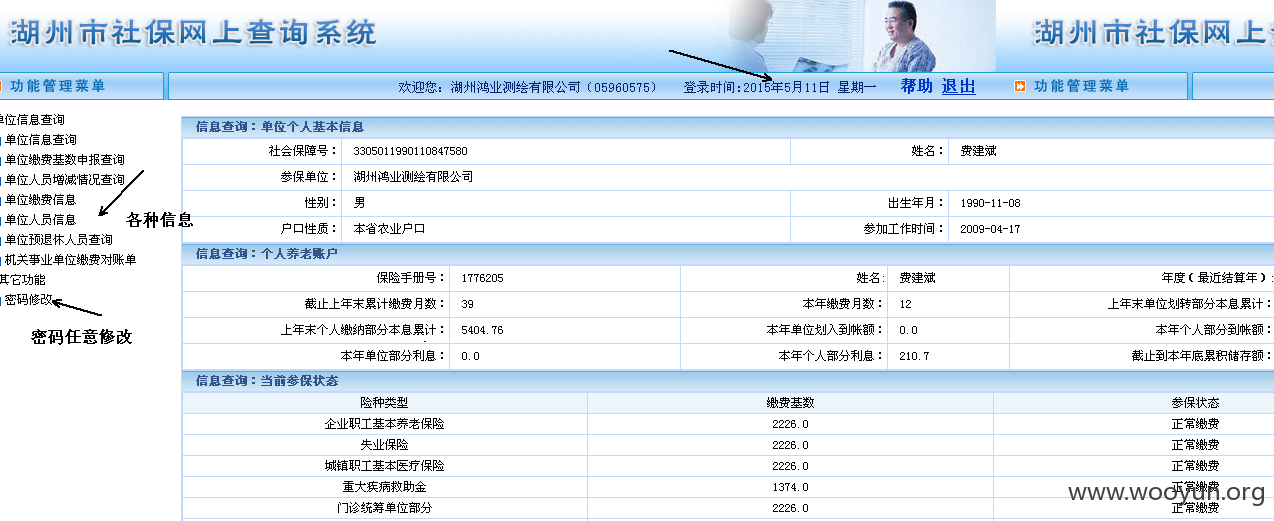 湖州市社保网上查询系统 湖州市社保网上
功能管理菜单 欢迎您：湖州鸿业测绘有限公司（05960575） 登录时间:2015年5月11日 星期一 帮助 退出 功能管理菜单
单位信息查询
单位信息查询
单位缴费基数申报查询
单位人员增减情况查询
单位缴费信息
单位人员信息
各种信息
单位预退休人员查询
机关事业单位缴费对账单
其它功能
密码修改
密码任意修改
信息查询：单位个人基本信息
社会保障号： 3305011990110847580 姓名： 费建斌
参保单位： 湖州鸿业测绘有限公司
性别： 男 出生年月： 1990-11-08
户口性质： 本省农业户口 参加工作时间： 2009-04-17
信息查询：个人养老账户
保险手册号： 1776205 姓名: 费建斌 年度（最近结算年）:
截止上年末累计缴费月数： 39 本年缴费月数： 12 上年末单位划转部分本息累计：
上年末个人缴纳部分本息累计： 5404.76 本年单位划入到帐额： 0.0 本年个人部分到帐额：
本年单位部分利息： 0.0 本年个人部分利息： 210.7 截止到本年底累积储存额：
信息查询：当前参保状态
险种类型 缴费基数 参保状态
企业职工基本养老保险 2226.0 正常缴费
失业保险 2226.0 正常缴费
城镇职工基本医疗保险 2226.0 正常缴费
重大疾病救助金 1374.0 正常缴费
门诊统筹单位部分 2226.0 正常缴费
www.wooyun.org